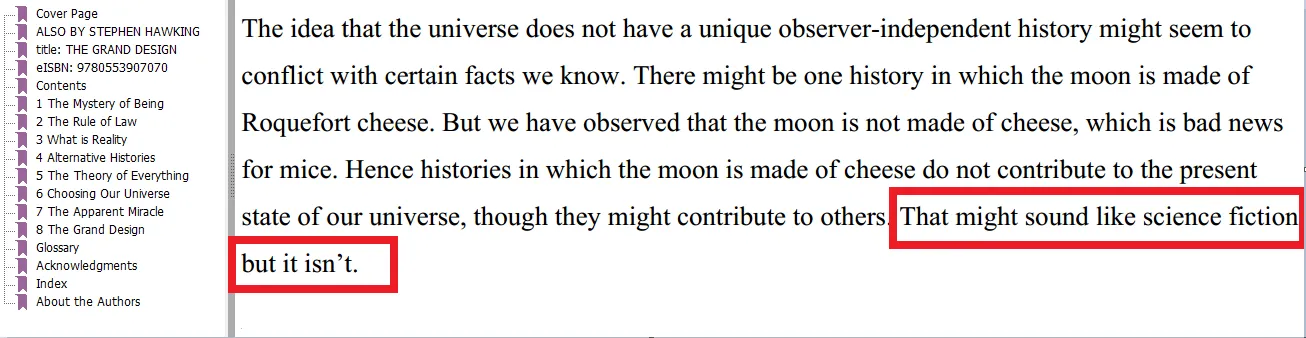 Cover Page
ALSO BY STEPHEN HAWKING
title: THE GRAND DESIGN
eISBN: 9780553907070
Contents
1 The Mystery of Being
2 The Rule of Law
3 What is Reality
4 Alternative Histories
5 The Theory of Everything
6 Choosing Our Universe
7 The Apparent Miracle
8 The Grand Design
Glossary
Acknowledgments
Index
About the Authors
The idea that the universe does not have a unique observer-independent history might seem to
conflict with certain facts we know. There might be one history in which the moon is made of
Roquefort cheese. But we have observed that the moon is not made of cheese, which is bad news
for mice. Hence histories in which the moon is made of cheese do not contribute to the present
state of our universe, though they might contribute to others. That might sound like science fiction
but it isn’t.